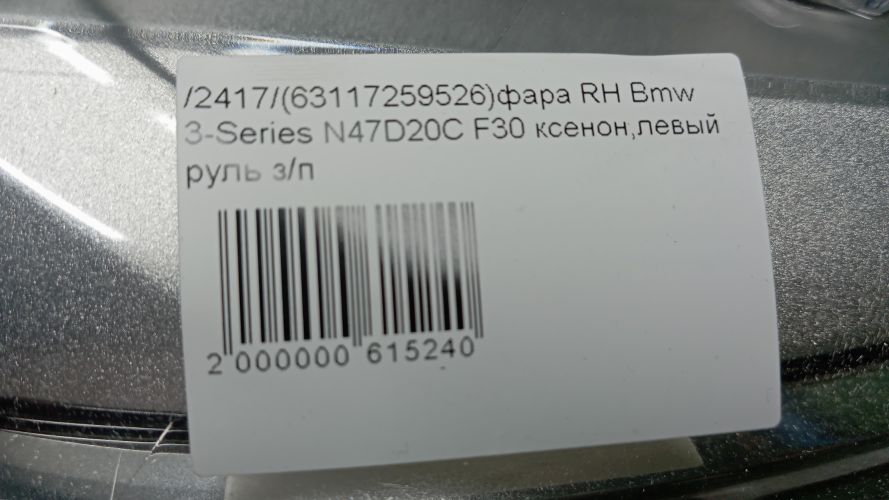 /2417/(63117259526)фара RH Bmw
3-Series N47D20C F30 ксенон,левый
руль з/п
2 000000 615240